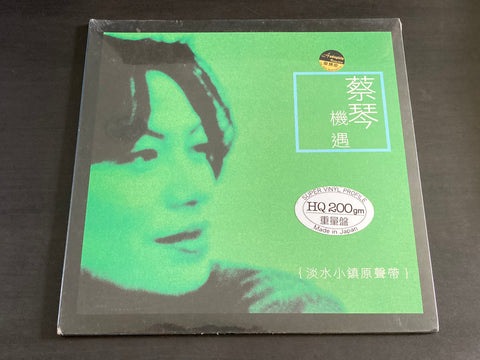 蔡琴
機遇
SUPER VINYL PROFILE
HQ 200gm
重量盤
Made in Japan
{淡水小鎮原聲帶}